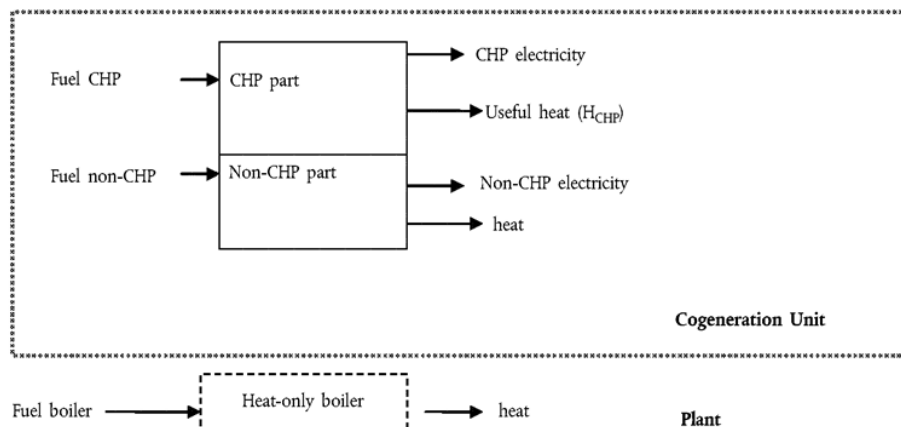 CHP electricity
Fuel CHP
CHP part
Useful heat (H_CHP)
Fuel non-CHP
Non-CHP part
Non-CHP electricity
heat
Cogeneration Unit
Fuel boiler
Heat-only boiler
heat
Plant